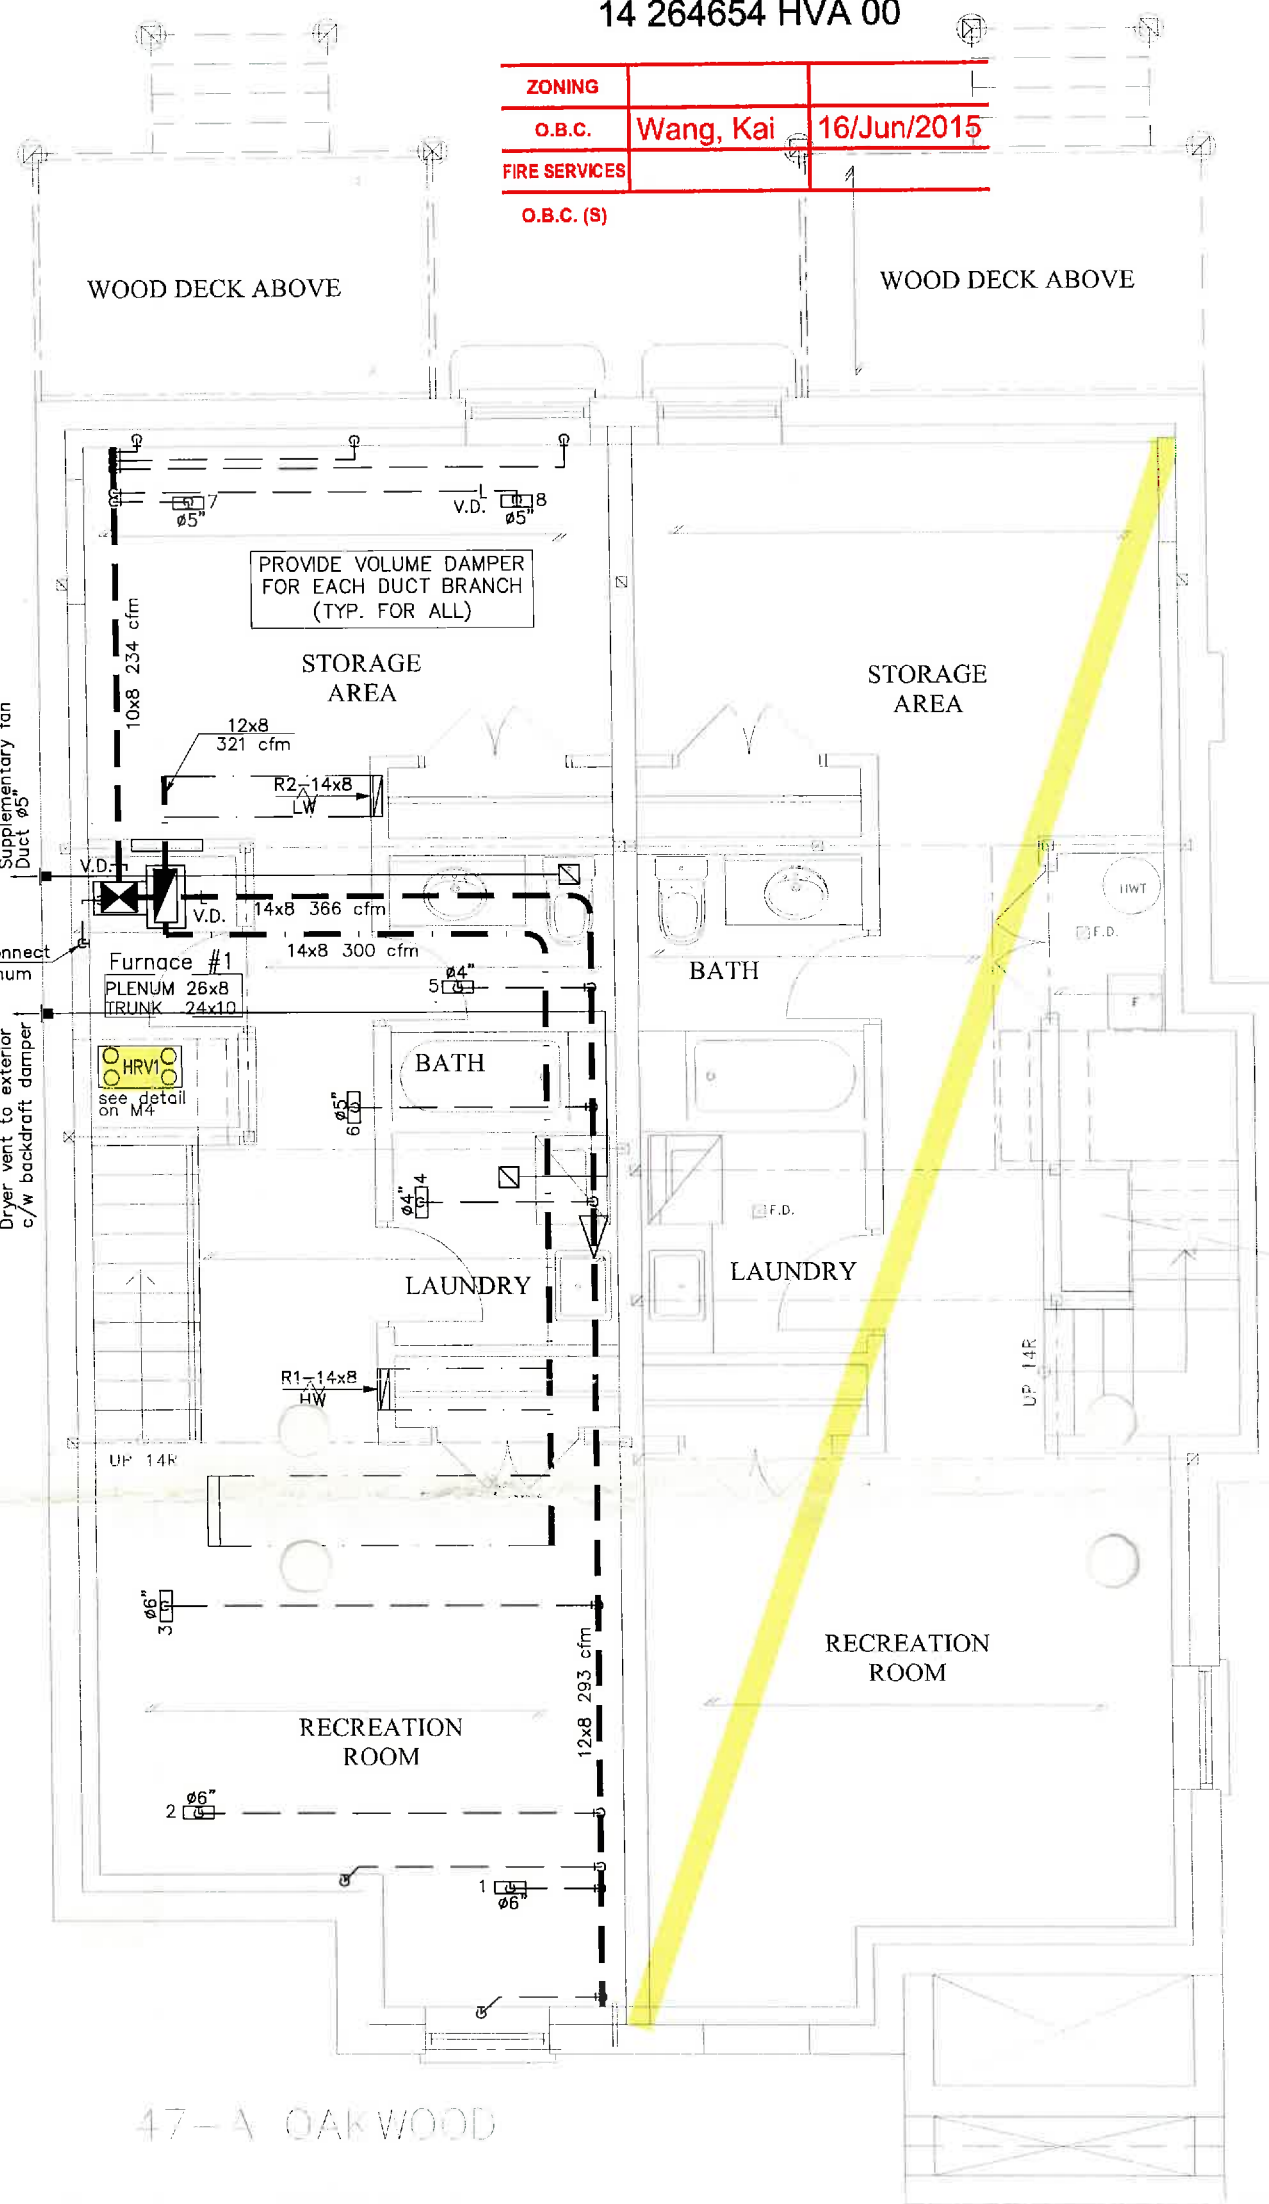 14 264654 HVA 00
ZONING
O.B.C. Wang, Kai 16/Jun/2015
FIRE SERVICES
O.B.C. (S)
WOOD DECK ABOVE
WOOD DECK ABOVE
7
ø5"
V.D.
8
ø5"
PROVIDE VOLUME DAMPER
FOR EACH DUCT BRANCH
(TYP. FOR ALL)
10x8 234 cfm
STORAGE
AREA
STORAGE
AREA
12x8
321 cfm
R2-14x8
LW
Supplementary fan
Duct ø5"
V.D.
V.D.
14x8 366 cfm
14x8 300 cfm
HWT
F.D.
F
Furnace #1
PLENUM 26x8
TRUNK 24x10
5
ø4"
BATH
Dryer vent to exterior
c/w backdraft damper
HRV1
see detail
on M4
BATH
ø5"
6
ø4"
4
F.D.
LAUNDRY
LAUNDRY
R1-14x8
HW
UP 14R
UP 14R
ø6"
3
12x8 293 cfm
RECREATION
ROOM
RECREATION
ROOM
2
ø6"
1
ø6"
47-A OAKWOOD